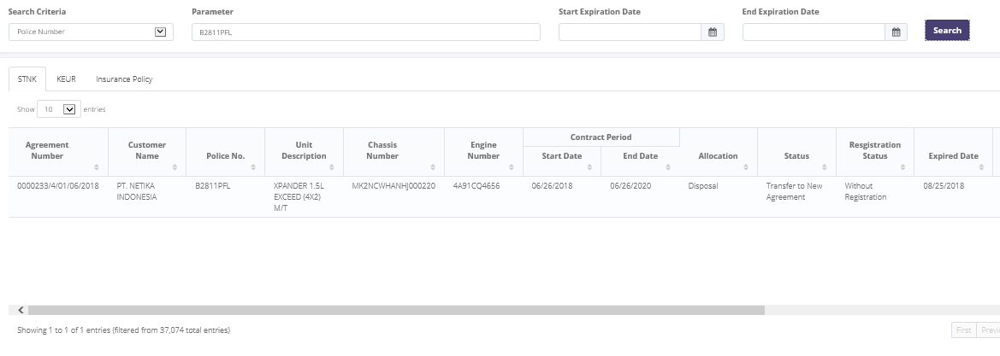 Search Criteria
Parameter
Start Expiration Date
End Expiration Date
Police Number
B2811PFL
Search
STNK
KEUR
Insurance Policy
Show 10 entries
Agreement Number
Customer Name
Police No.
Unit Description
Chassis Number
Engine Number
Contract Period
Start Date
End Date
Allocation
Status
Resgistration Status
Expired Date
0000233/4/01/06/2018
PT. NETIKA INDONESIA
B2811PFL
XPANDER 1.5L EXCEED (4X2) M/T
MK2NCWHANHJ000220
4A91CQ4656
06/26/2018
06/26/2020
Disposal
Transfer to New Agreement
Without Registration
08/25/2018
Showing 1 to 1 of 1 entries (filtered from 37,074 total entries)
First
Previ